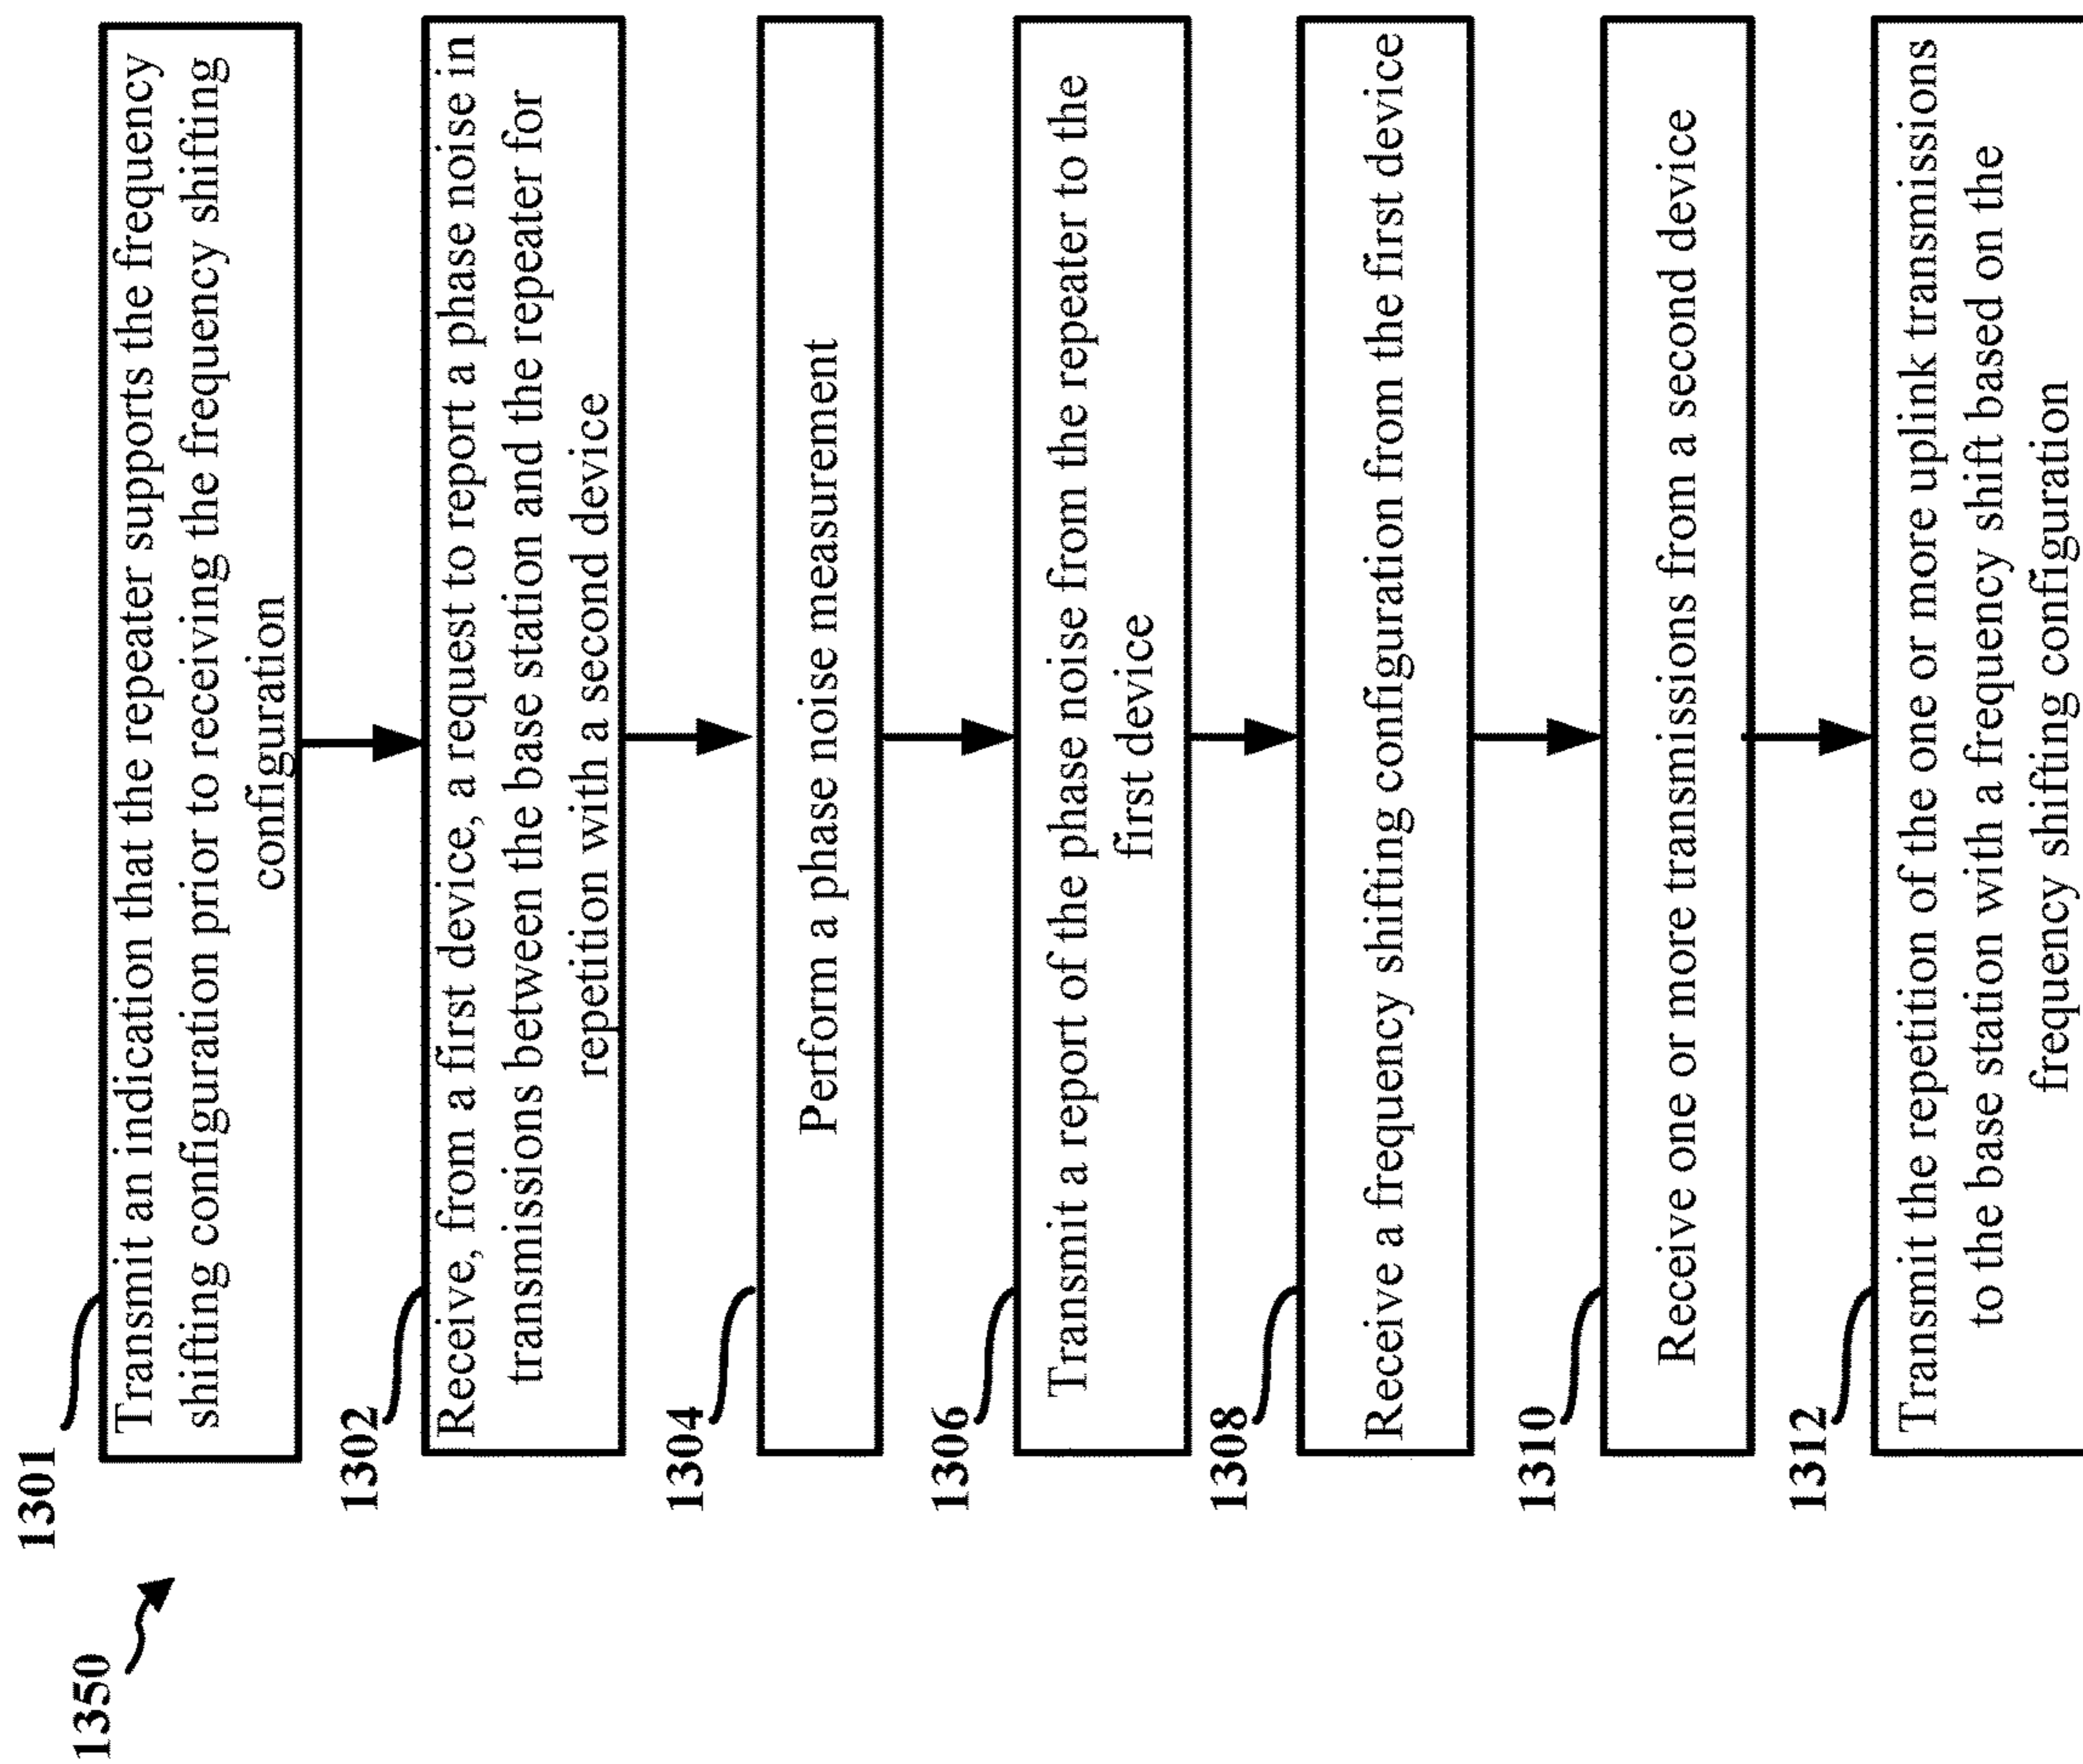 1350
1301
Transmit an indication that the repeater supports the frequency
shifting configuration prior to receiving the frequency shifting
configuration
1302
Receive, from a first device, a request to report a phase noise in
transmissions between the base station and the repeater for
repetition with a second device
1304
Perform a phase noise measurement
1306
Transmit a report of the phase noise from the repeater to the
first device
1308
Receive a frequency shifting configuration from the first device
1310
Receive one or more transmissions from a second device
1312
Transmit the repetition of the one or more uplink transmissions
to the base station with a frequency shift based on the
frequency shifting configuration